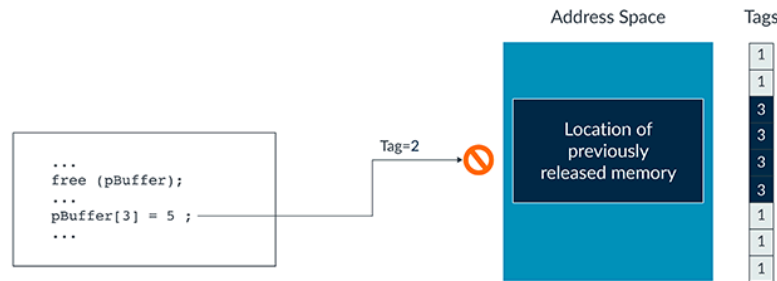 Address Space
Tags
...
free (pBuffer);
...
pBuffer[3] = 5 ;
...
Tag=2
Location of
previously
released memory
1
1
3
3
3
3
1
1
1